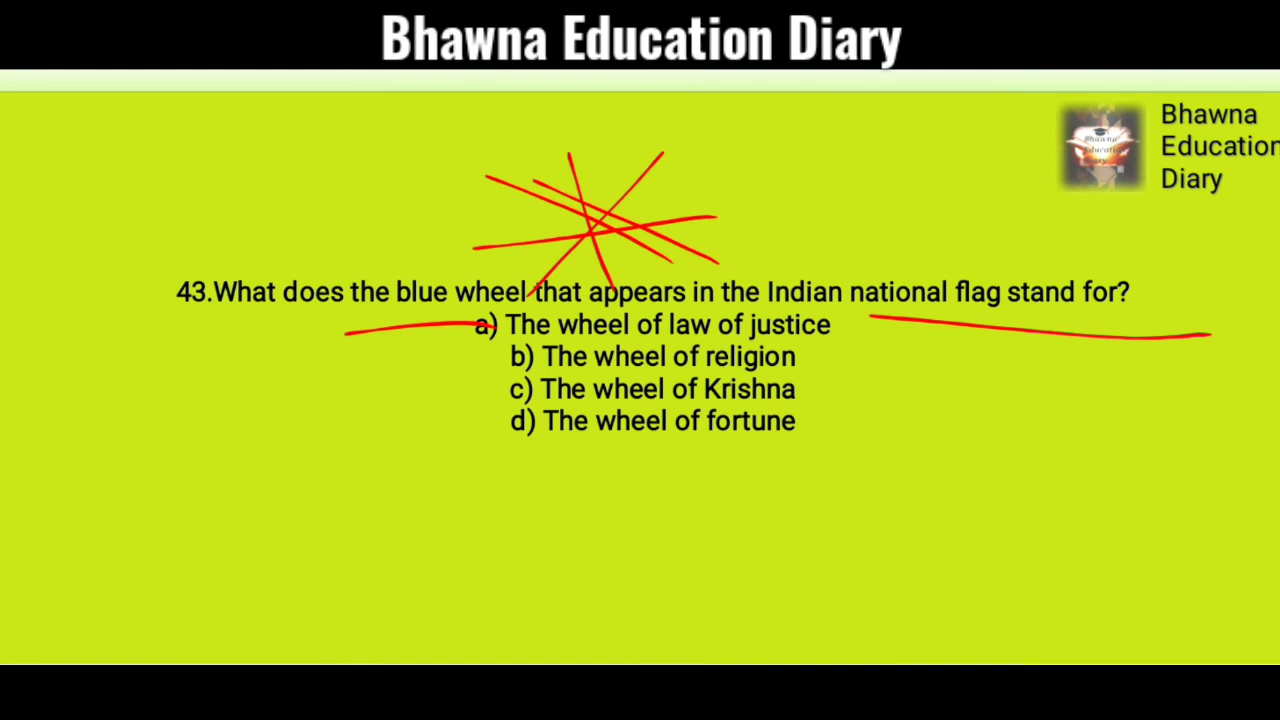 Bhawna Education Diary
Bhawna
Education
Diary
43.What does the blue wheel that appears in the Indian national flag stand for?
a) The wheel of law of justice
b) The wheel of religion
c) The wheel of Krishna
d) The wheel of fortune